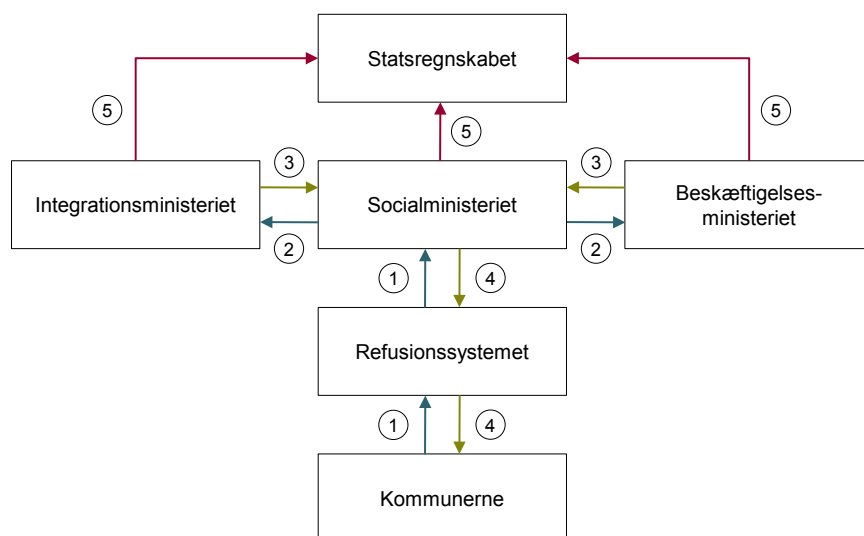 Statsregnskabet
5
5
5
3
3
Integrationsministeriet
Socialministeriet
Beskæftigelses-
ministeriet
2
2
1
4
Refusionssystemet
1
4
Kommunerne